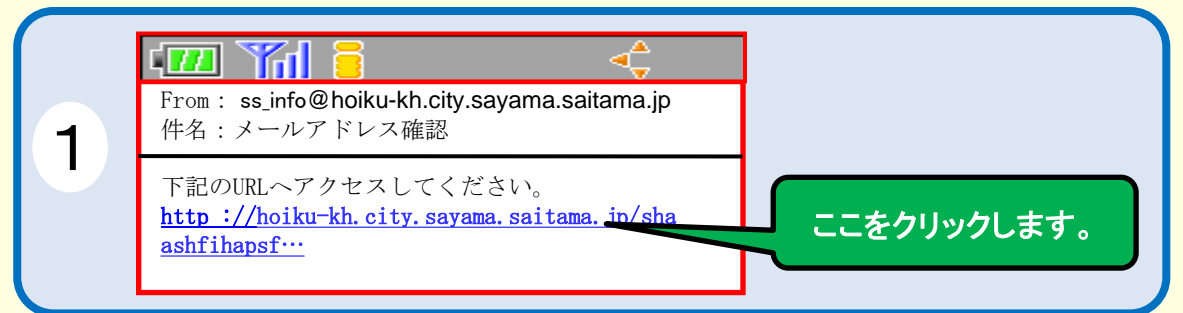 1
From： ss_info@hoiku-kh.city.sayama.saitama.jp
件名：メールアドレス確認
下記のURLへアクセスしてください。
http ://hoiku-kh.city.sayama.saitama.jp/sha
ashfihapsf…
ここをクリックします。